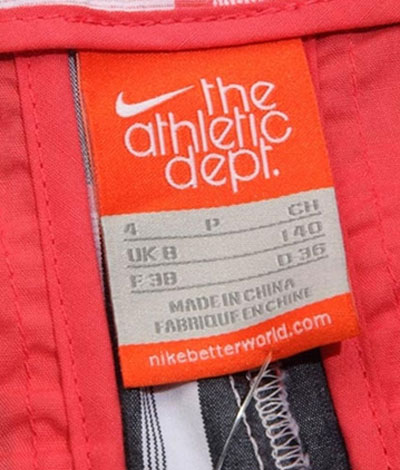 the
athletic
dept.
4 P CH
UK 8 140
F 38 D 36
MADE IN CHINA
FABRIQUE EN CHINE
nikebetterworld.com